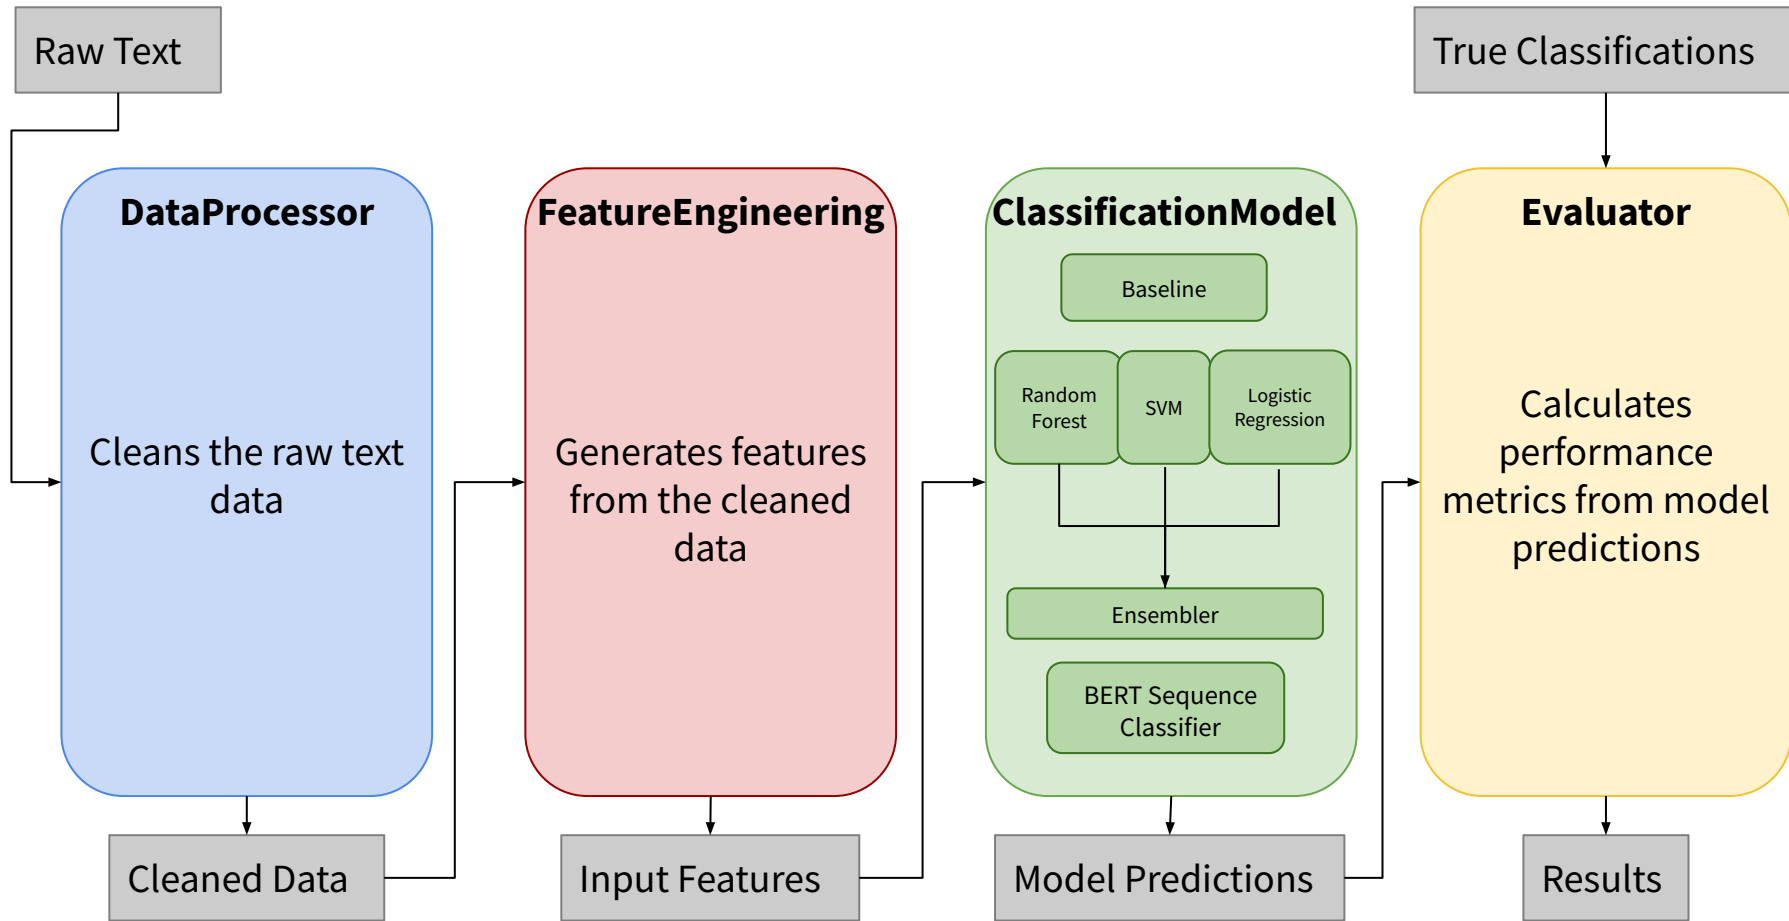 Raw Text
True Classifications
DataProcessor
Cleans the raw text
data
FeatureEngineering
Generates features
from the cleaned
data
ClassificationModel
Baseline
Random
Forest
SVM
Logistic
Regression
Ensembler
BERT Sequence
Classifier
Evaluator
Calculates
performance
metrics from model
predictions
Cleaned Data
Input Features
Model Predictions
Results